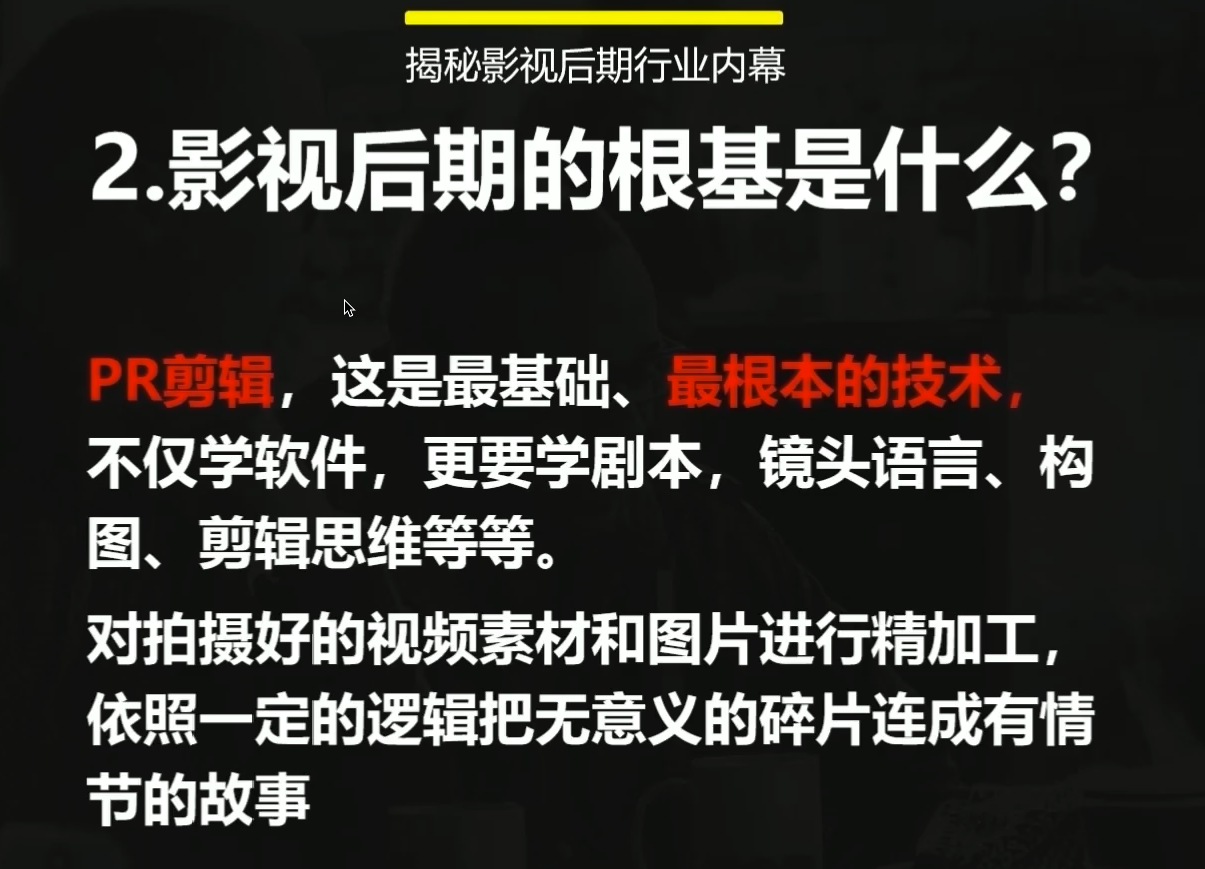 揭秘影视后期行业内幕
2.影视后期的根基是什么？
PR剪辑，这是最基础、最根本的技术，
不仅学软件，更要学剧本，镜头语言、构
图、剪辑思维等等。
对拍摄好的视频素材和图片进行精加工，
依照一定的逻辑把无意义的碎片连成有情
节的故事